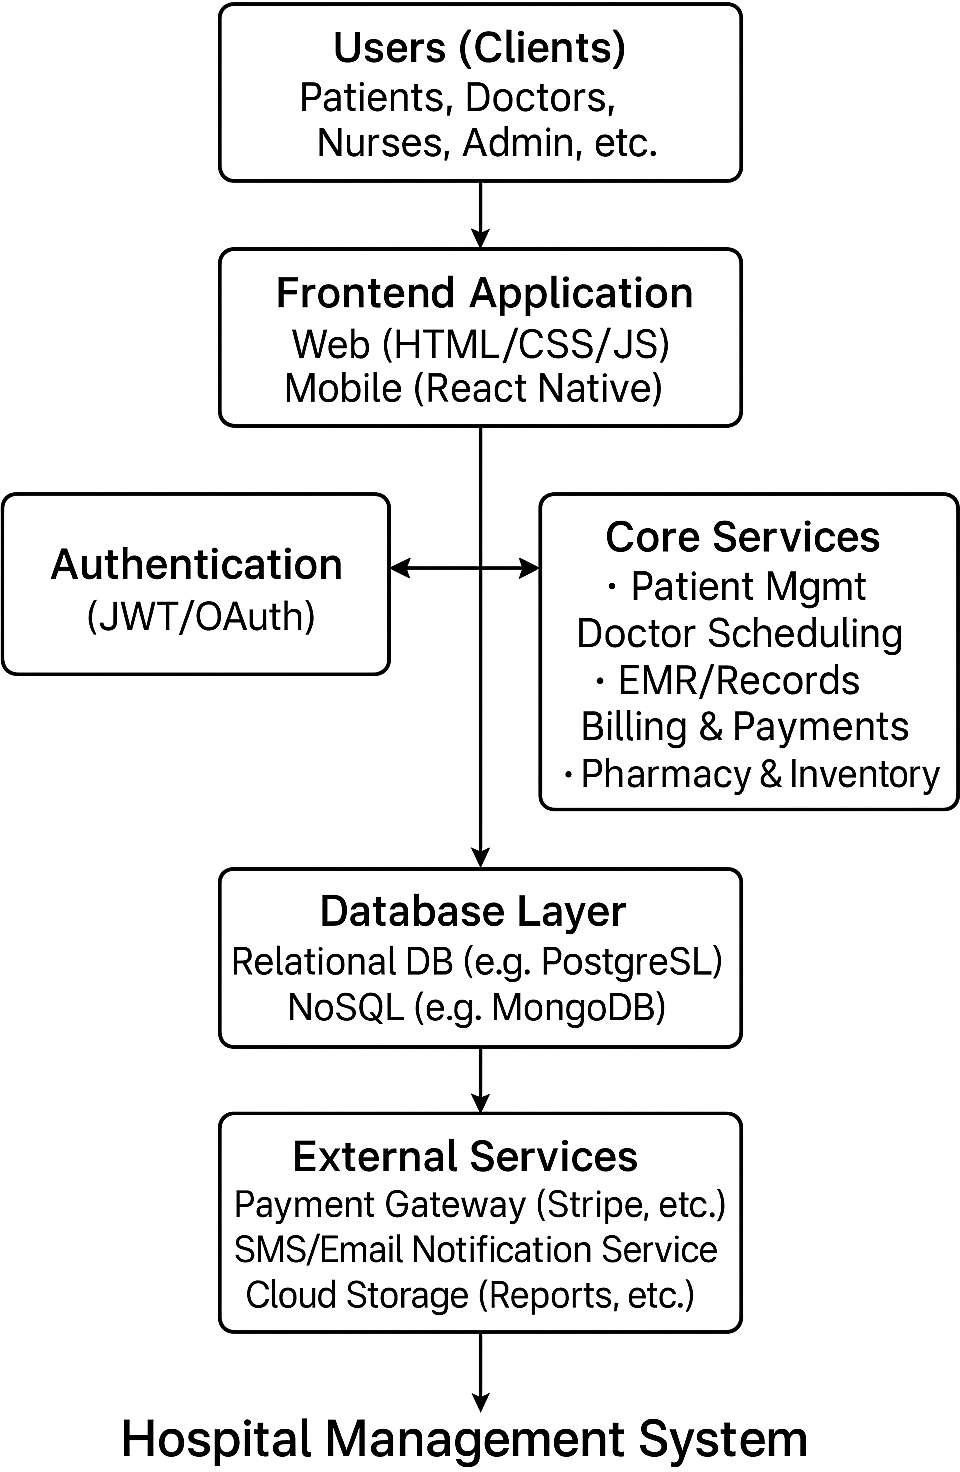 Users (Clients)
Patients, Doctors,
Nurses, Admin, etc.
Frontend Application
Web (HTML/CSS/JS)
Mobile (React Native)
Authentication
(JWT/OAuth)
Core Services
· Patient Mgmt
Doctor Scheduling
· EMR/Records
Billing & Payments
· Pharmacy & Inventory
Database Layer
Relational DB (e.g. PostgreSL)
NoSQL (e.g. MongoDB)
External Services
Payment Gateway (Stripe, etc.)
SMS/Email Notification Service
Cloud Storage (Reports, etc.)
Hospital Management System